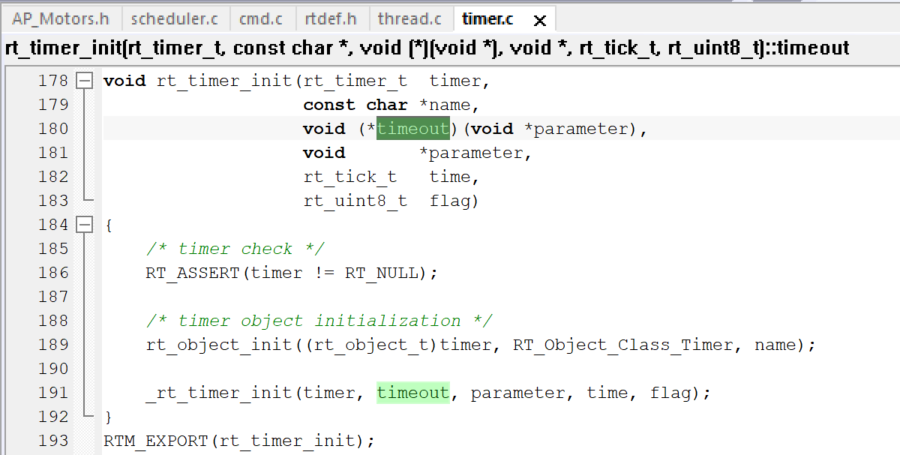 AP_Motors.h scheduler.c cmd.c rtdef.h thread.c timer.c
rt_timer_init(rt_timer_t, const char *, void (*)(void *), void *, rt_tick_t, rt_uint8_t)::timeout
178 void rt_timer_init(rt_timer_t  timer,
179                    const char *name,
180                    void (*timeout)(void *parameter),
181                    void       *parameter,
182                    rt_tick_t   time,
183                    rt_uint8_t  flag)
184 {
185     /* timer check */
186     RT_ASSERT(timer != RT_NULL);
187
188     /* timer object initialization */
189     rt_object_init((rt_object_t)timer, RT_Object_Class_Timer, name);
190
191     _rt_timer_init(timer, timeout, parameter, time, flag);
192 }
193 RTM_EXPORT(rt_timer_init);